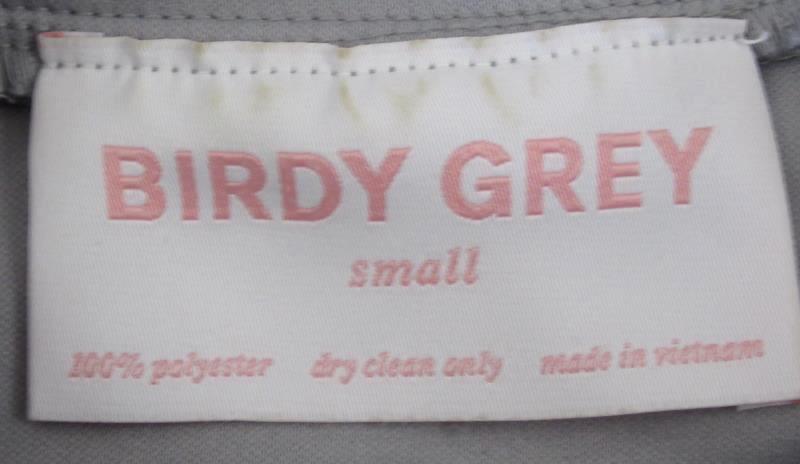 BIRDY GREY
small
100% polyester dry clean only made in vietnam